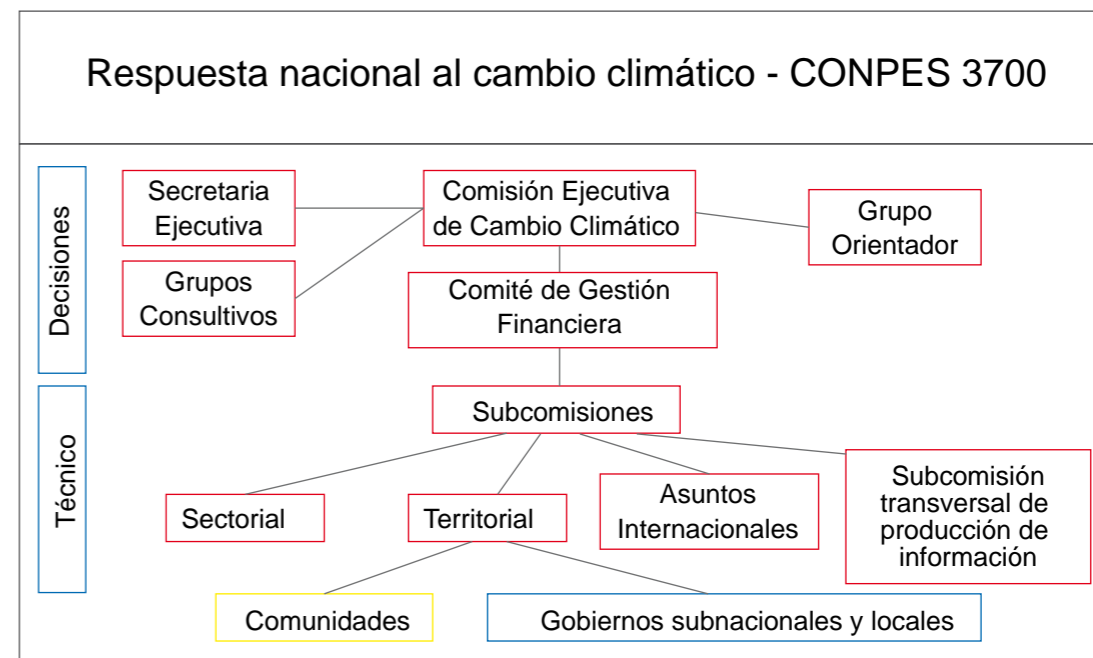 Respuesta nacional al cambio climático - CONPES 3700
Decisiones
Secretaria
Ejecutiva
Comisión Ejecutiva
de Cambio Climático
Grupo
Orientador
Grupos
Consultivos
Comité de Gestión
Financiera
Técnico
Subcomisiones
Sectorial
Territorial
Asuntos
Internacionales
Subcomisión
transversal de
producción de
información
Comunidades
Gobiernos subnacionales y locales